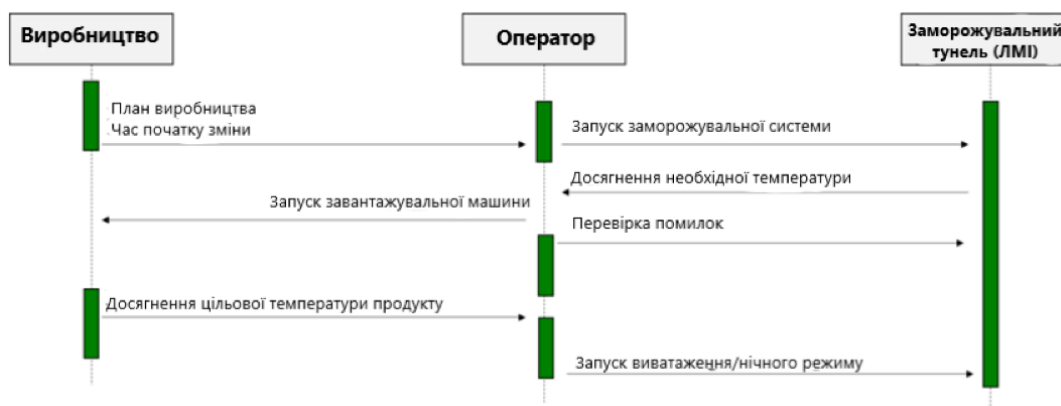 Виробництво
Оператор
Заморожувальний
тунель (ЛМІ)
План виробництва
Час початку зміни
Запуск заморожувальної системи
Досягнення необхідної температури
Запуск завантажувальної машини
Перевірка помилок
Досягнення цільової температури продукту
Запуск виватаження/нічного режиму